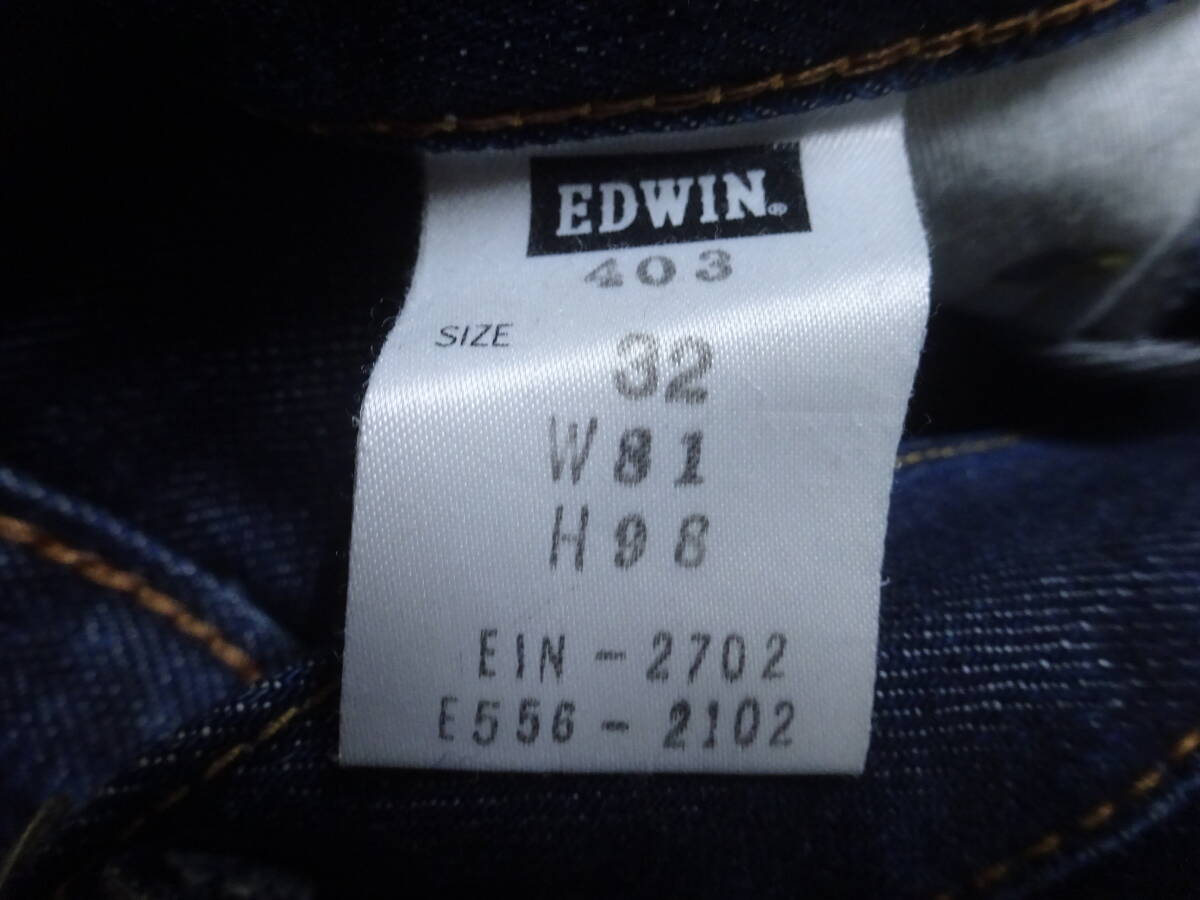 EDWIN®
403
SIZE 32
W81
H98
EIN-2702
E556-2102